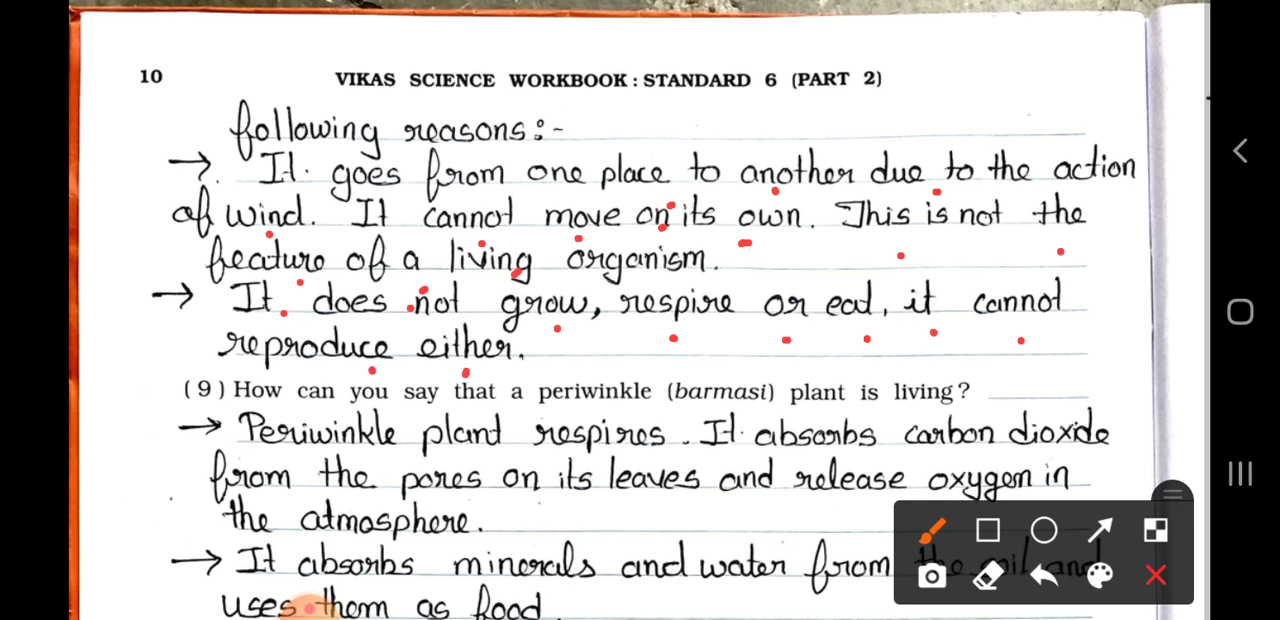 10 VIKAS SCIENCE WORKBOOK : STANDARD 6 (PART 2)
following reasons:-
→ It goes from one place to another due to the action
of wind. It cannot move on its own. This is not the
feature of a living organism.
→ It does not grow, respire or eat, it cannot
reproduce either.
(9) How can you say that a periwinkle (barmasi) plant is living?
→ Periwinkle plant respires. It absorbs carbon dioxide
from the pores on its leaves and release oxygen in
the atmosphere.
→ It absorbs minerals and water from the soil and
uses them as food.